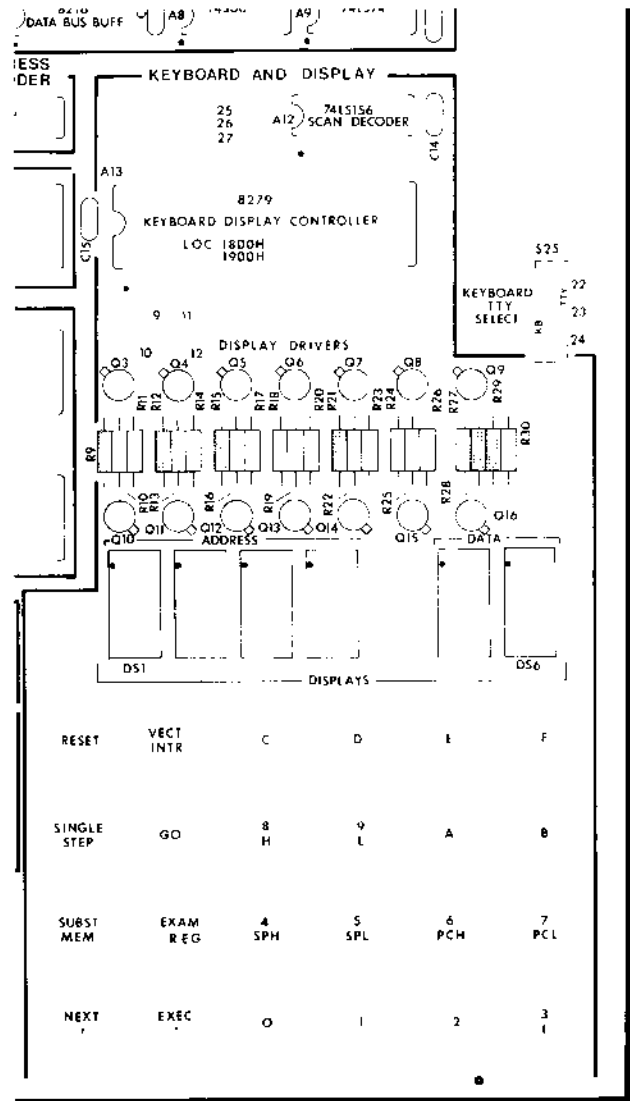 DATA BUS BUFF
A8
A9
ESS
DER
KEYBOARD AND DISPLAY
25
26
27
A12
74LS156
SCAN DECODER
C14
A13
C15
8279
KEYBOARD DISPLAY CONTROLLER
LOC 1800H
1900H
S25
KEYBOARD
TTY
SELECT
TTY
KB
22
23
24
9
11
10
12
DISPLAY DRIVERS
Q3
Q4
Q5
Q6
Q7
Q8
Q9
R9
R11
R12
R14
R15
R17
R18
R20
R21
R23
R24
R26
R27
R29
R30
R10
R13
R16
R19
R22
R25
R28
Q10
Q11
Q12
Q13
Q14
Q15
Q16
ADDRESS
DATA
DS1
DS6
DISPLAYS
RESET
VECT
INTR
C
D
E
F
SINGLE
STEP
GO
8
H
9
L
A
B
SUBST
MEM
EXAM
REG
4
SPH
5
SPL
6
PCH
7
PCL
NEXT
,
EXEC
.
0
1
2
3
I